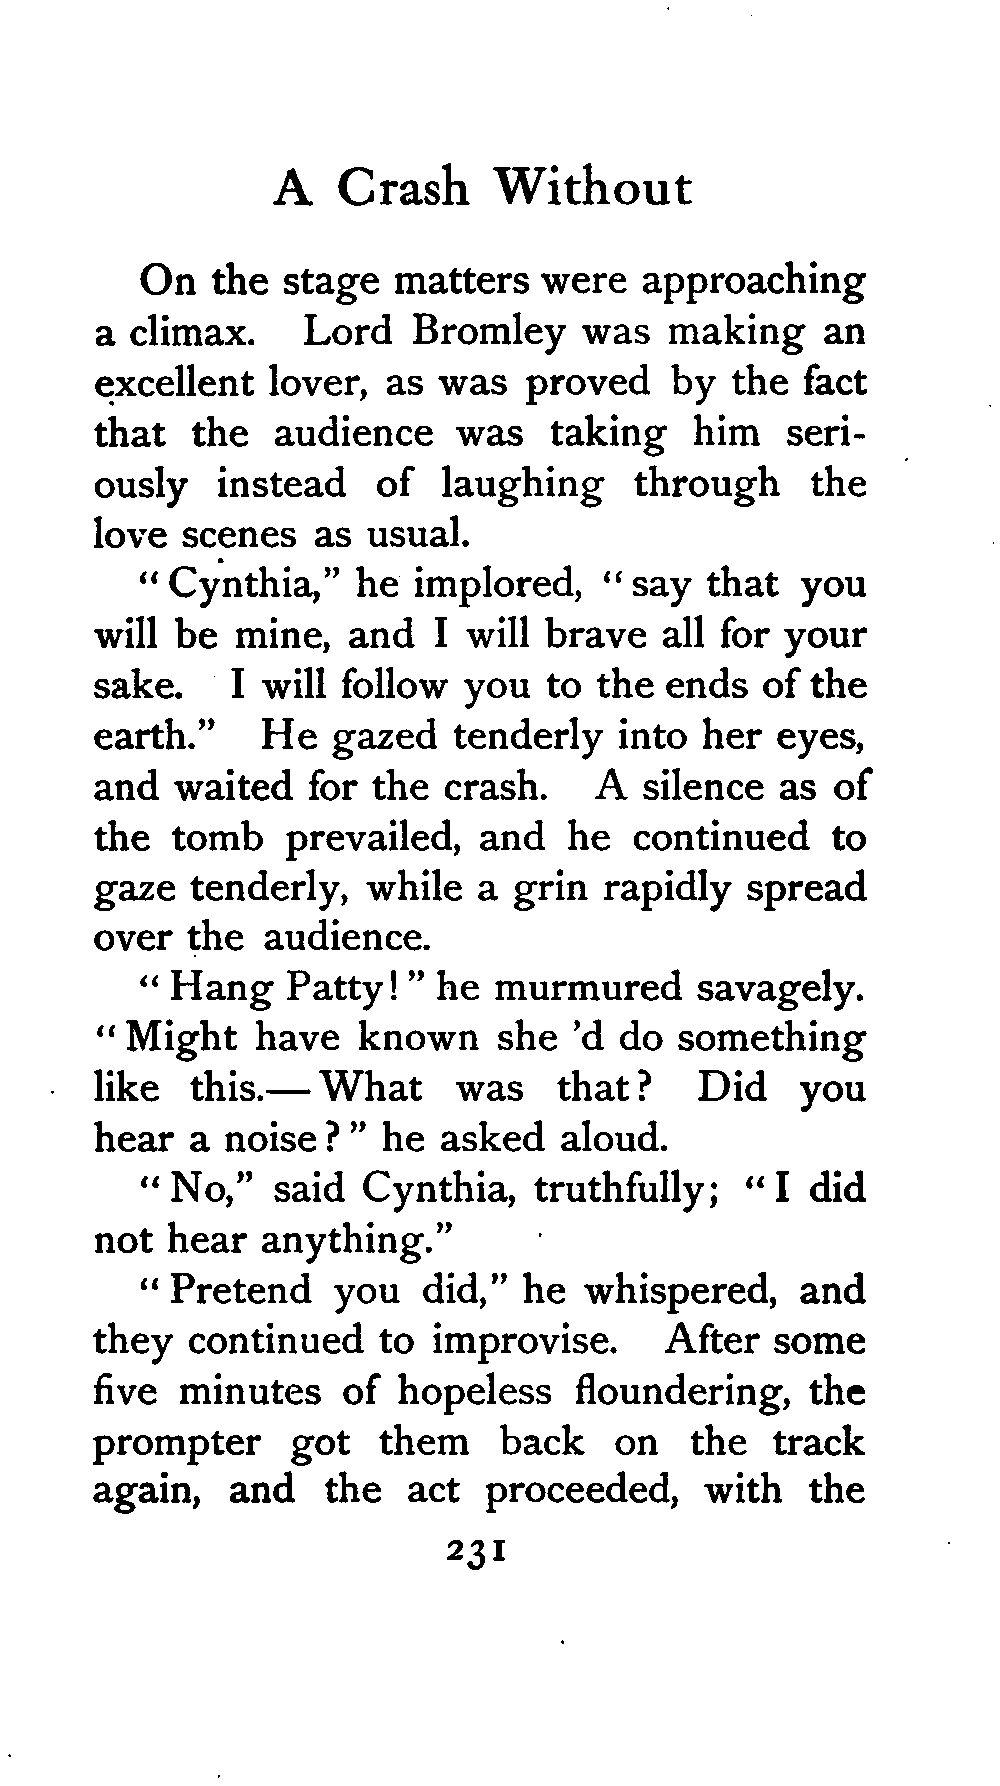 A Crash Without
On the stage matters were approaching
a climax. Lord Bromley was making an
excellent lover, as was proved by the fact
that the audience was taking him seri-
ously instead of laughing through the
love scenes as usual.
“ Cynthia,” he implored, “ say that you
will be mine, and I will brave all for your
sake. I will follow you to the ends of the
earth.” He gazed tenderly into her eyes,
and waited for the crash. A silence as of
the tomb prevailed, and he continued to
gaze tenderly, while a grin rapidly spread
over the audience.
“ Hang Patty! ” he murmured savagely.
“ Might have known she ’d do something
like this.— What was that? Did you
hear a noise? ” he asked aloud.
“ No,” said Cynthia, truthfully; “ I did
not hear anything.”
“ Pretend you did,” he whispered, and
they continued to improvise. After some
five minutes of hopeless floundering, the
prompter got them back on the track
again, and the act proceeded, with the
231